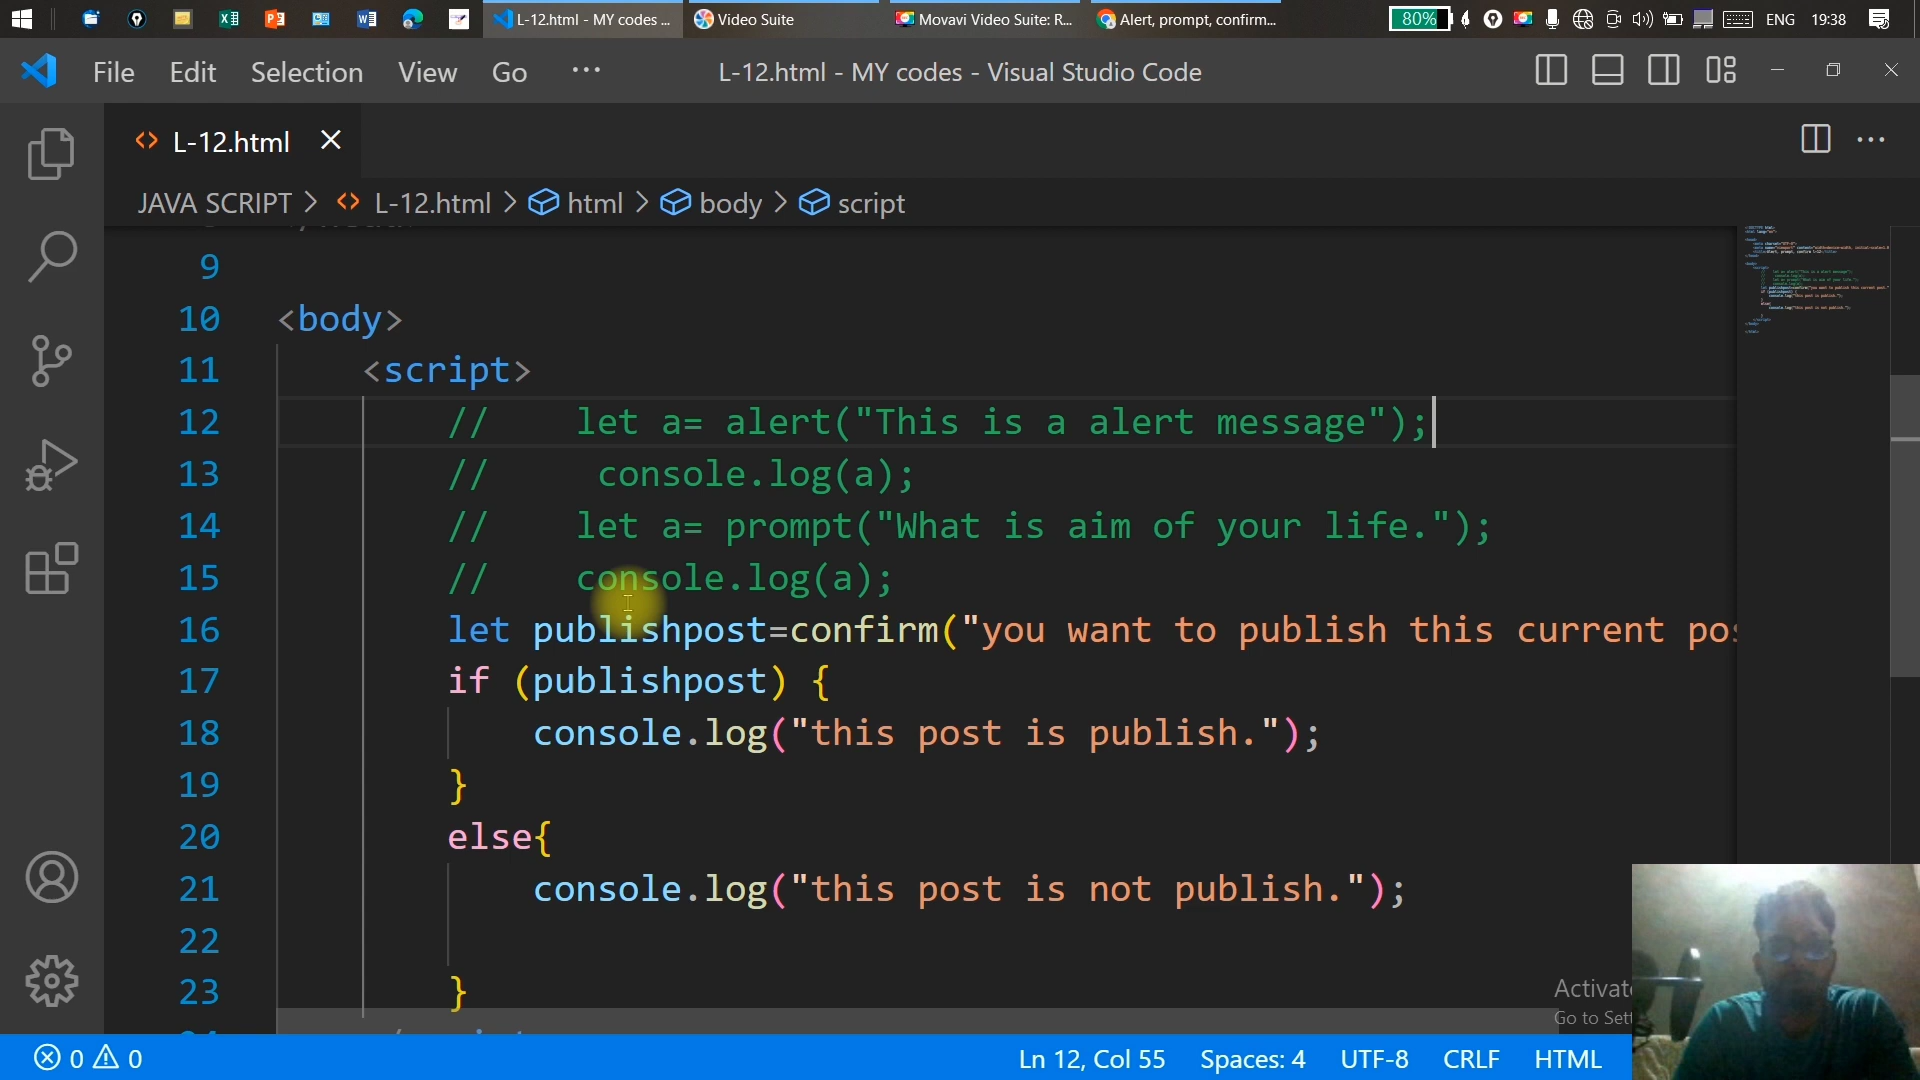 L-12.html - MY codes ...
Video Suite
Movavi Video Suite: R...
Alert, prompt, confirm...
80%
ENG
19:38
File Edit Selection View Go ...
L-12.html - MY codes - Visual Studio Code
L-12.html
JAVA SCRIPT > L-12.html > html > body > script
9
10 <body>
11 <script>
12 // let a= alert("This is a alert message");
13 // console.log(a);
14 // let a= prompt("What is aim of your life.");
15 // console.log(a);
16 let publishpost=confirm("you want to publish this current pos
17 if (publishpost) {
18 console.log("this post is publish.");
19 }
20 else{
21 console.log("this post is not publish.");
22
23 }
Activat
Go to Set
0 0
Ln 12, Col 55
Spaces: 4
UTF-8
CRLF
HTML